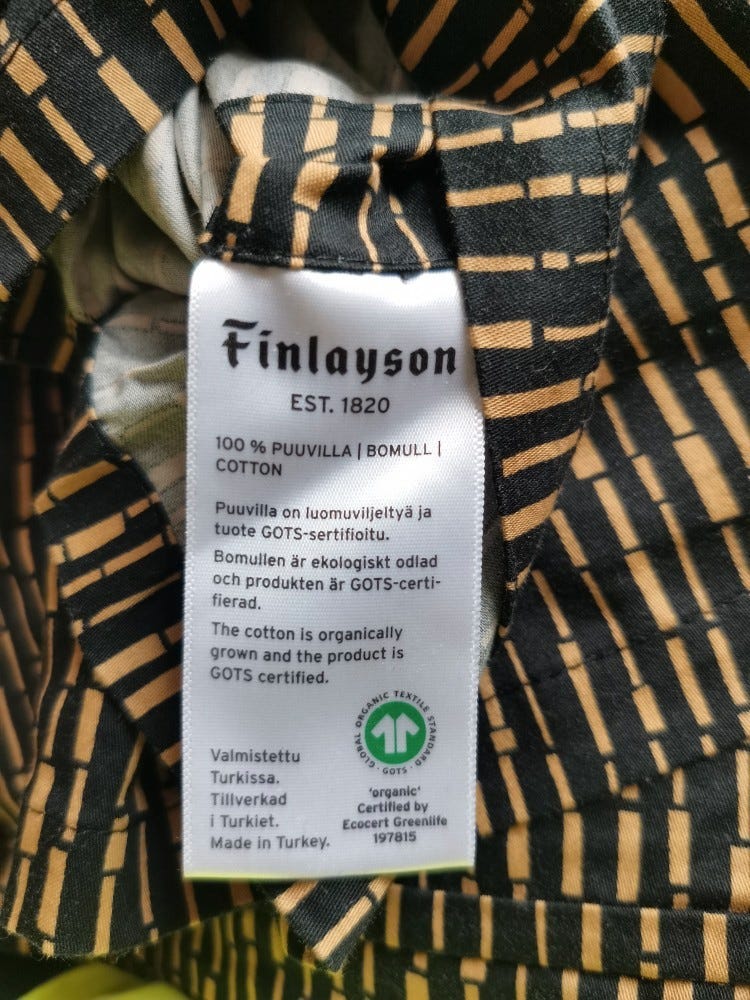 Finlayson
EST. 1820
100 % PUUVILLA | BOMULL |
COTTON
Puuvilla on luomuviljeltyä ja
tuote GOTS-sertifioitu.
Bomullen är ekologiskt odlad
och produkten är GOTS-certi-
fierad.
The cotton is organically
grown and the product is
GOTS certified.
GLOBAL ORGANIC TEXTILE STANDARD
· GOTS ·
Valmistettu
Turkissa.
Tillverkad
i Turkiet.
Made in Turkey.
'organic'
Certified by
Ecocert Greenlife
197815